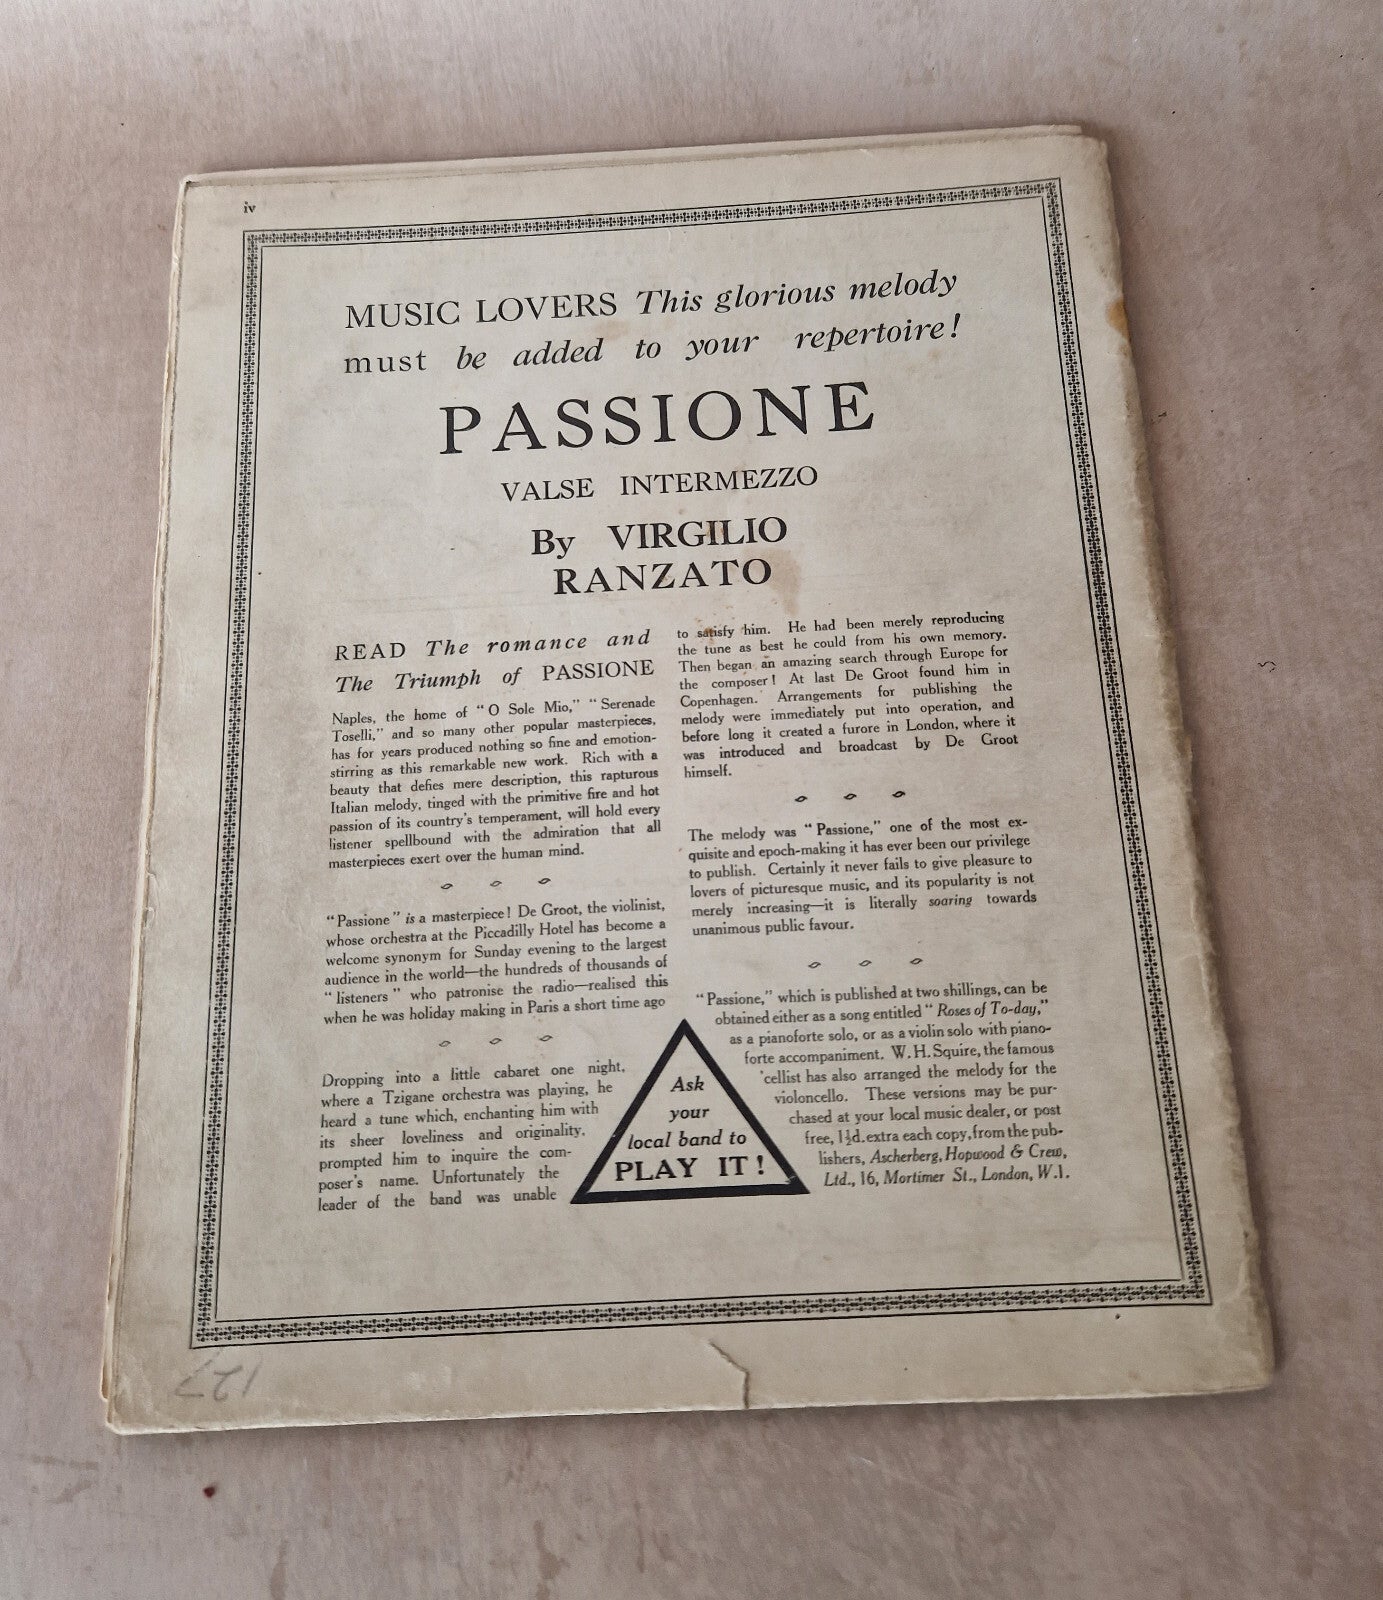 iv
MUSIC LOVERS This glorious melody
must be added to your repertoire!
PASSIONE
VALSE INTERMEZZO
By VIRGILIO
RANZATO
READ The romance and
The Triumph of PASSIONE
Naples, the home of "O Sole Mio," "Serenade
Toselli," and so many other popular masterpieces,
has for years produced nothing so fine and emotion-
stirring as this remarkable new work. Rich with a
beauty that defies mere description, this rapturous
Italian melody, tinged with the primitive fire and hot
passion of its country's temperament, will hold every
listener spellbound with the admiration that all
masterpieces exert over the human mind.
"Passione" is a masterpiece! De Groot, the violinist,
whose orchestra at the Piccadilly Hotel has become a
welcome synonym for Sunday evening to the largest
audience in the world—the hundreds of thousands of
"listeners" who patronise the radio—realised this
when he was holiday making in Paris a short time ago
Dropping into a little cabaret one night,
where a Tzigane orchestra was playing, he
heard a tune which, enchanting him with
its sheer loveliness and originality,
prompted him to inquire the com-
poser's name. Unfortunately the
leader of the band was unable
to satisfy him. He had been merely reproducing
the tune as best he could from his own memory.
Then began an amazing search through Europe for
the composer! At last De Groot found him in
Copenhagen. Arrangements for publishing the
melody were immediately put into operation, and
before long it created a furore in London, where it
was introduced and broadcast by De Groot
himself.
The melody was "Passione," one of the most ex-
quisite and epoch-making it has ever been our privilege
to publish. Certainly it never fails to give pleasure to
lovers of picturesque music, and its popularity is not
merely increasing—it is literally soaring towards
unanimous public favour.
"Passione," which is published at two shillings, can be
obtained either as a song entitled "Roses of To-day,"
as a pianoforte solo, or as a violin solo with piano-
forte accompaniment. W. H. Squire, the famous
'cellist has also arranged the melody for the
violoncello. These versions may be pur-
chased at your local music dealer, or post
free, 1½d. extra each copy, from the pub-
lishers, Ascherberg, Hopwood & Crew,
Ltd., 16, Mortimer St., London, W.1.
Ask
your
local band to
PLAY IT!
127